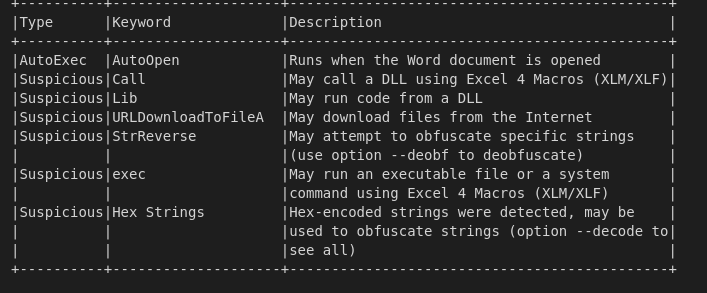 +----------+--------------------+---------------------------------------------+
|Type      |Keyword             |Description                                  |
+----------+--------------------+---------------------------------------------+
|AutoExec  |AutoOpen            |Runs when the Word document is opened        |
|Suspicious|Call                |May call a DLL using Excel 4 Macros (XLM/XLF)|
|Suspicious|Lib                 |May run code from a DLL                      |
|Suspicious|URLDownloadToFileA  |May download files from the Internet         |
|Suspicious|StrReverse          |May attempt to obfuscate specific strings    |
|          |                    |(use option --deobf to deobfuscate)          |
|Suspicious|exec                |May run an executable file or a system       |
|          |                    |command using Excel 4 Macros (XLM/XLF)       |
|Suspicious|Hex Strings         |Hex-encoded strings were detected, may be    |
|          |                    |used to obfuscate strings (option --decode to|
|          |                    |see all)                                     |
+----------+--------------------+---------------------------------------------+